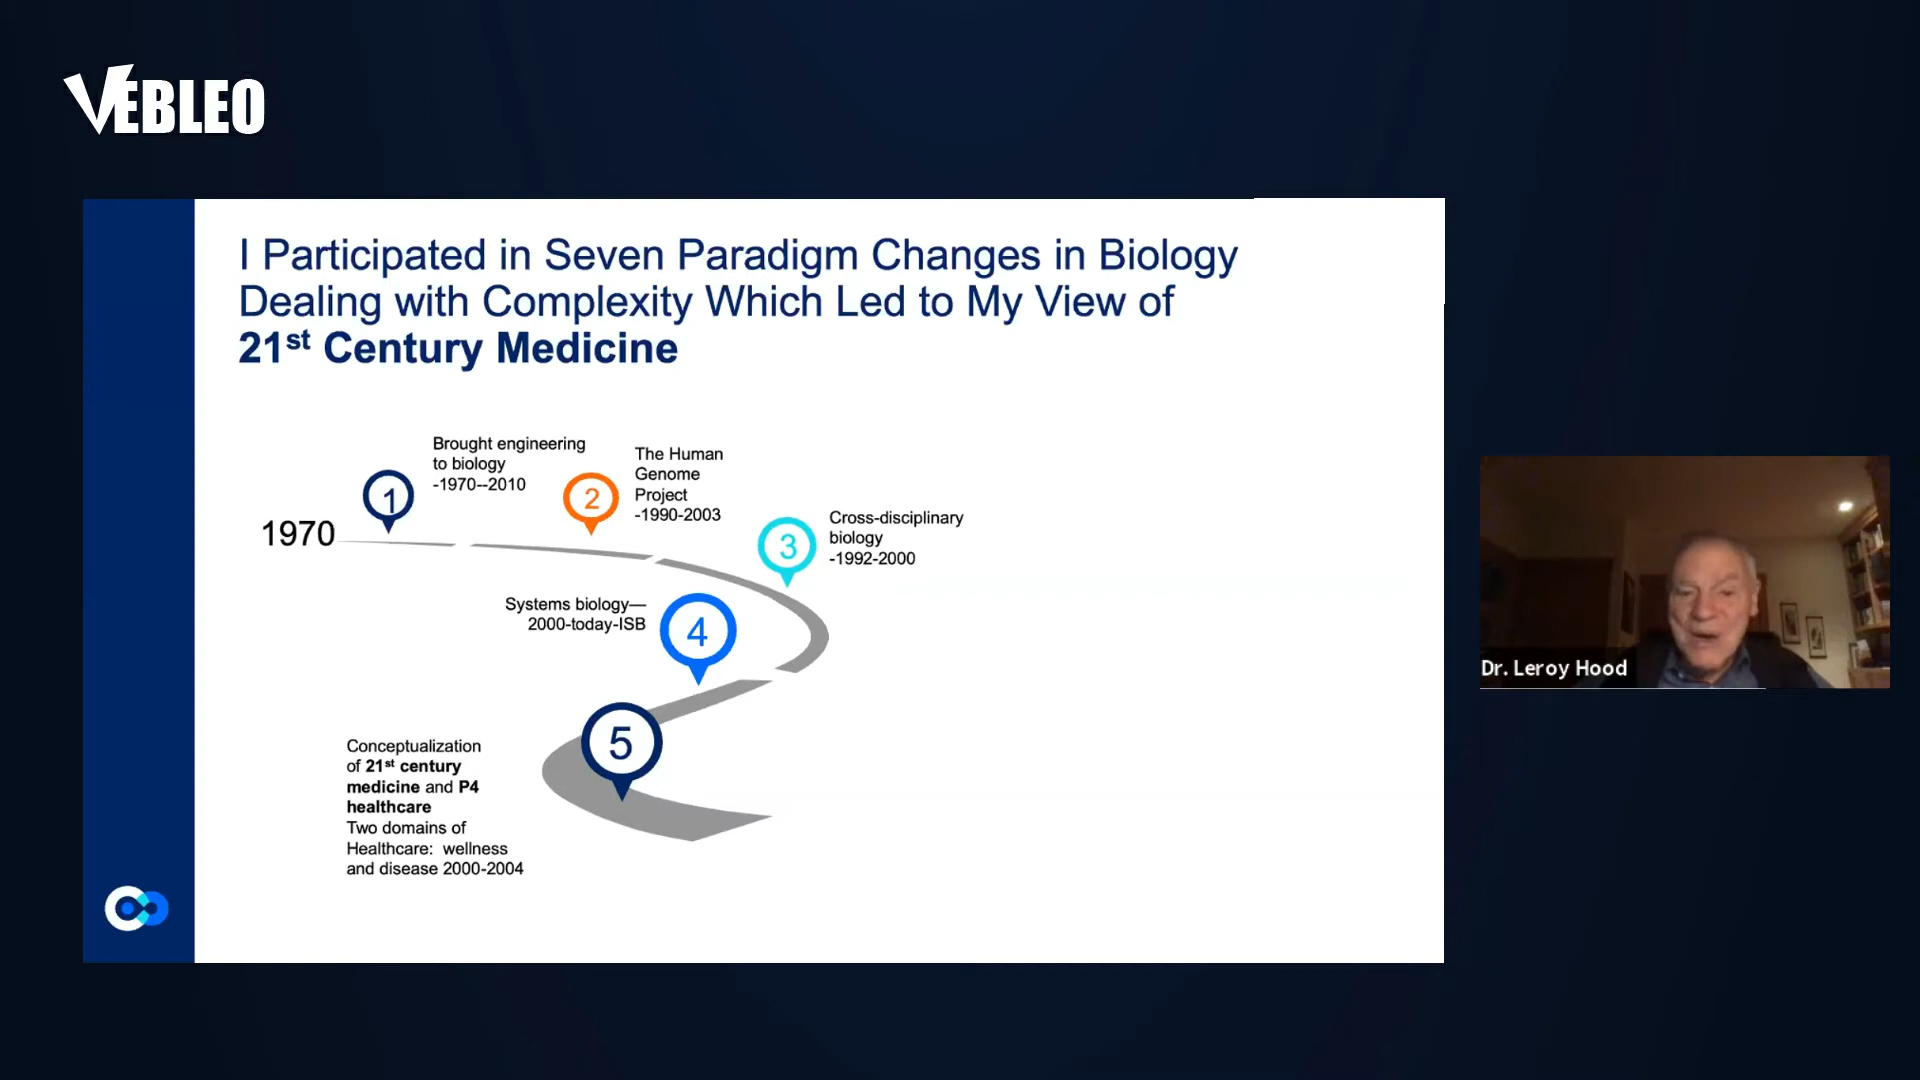 VEBLEO
I Participated in Seven Paradigm Changes in Biology
Dealing with Complexity Which Led to My View of
21st Century Medicine
1970
1
Brought engineering
to biology
-1970--2010
2
The Human
Genome
Project
-1990-2003
3
Cross-disciplinary
biology
-1992-2000
Systems biology—
2000-today-ISB
4
5
Conceptualization
of 21st century
medicine and P4
healthcare
Two domains of
Healthcare: wellness
and disease 2000-2004
Dr. Leroy Hood